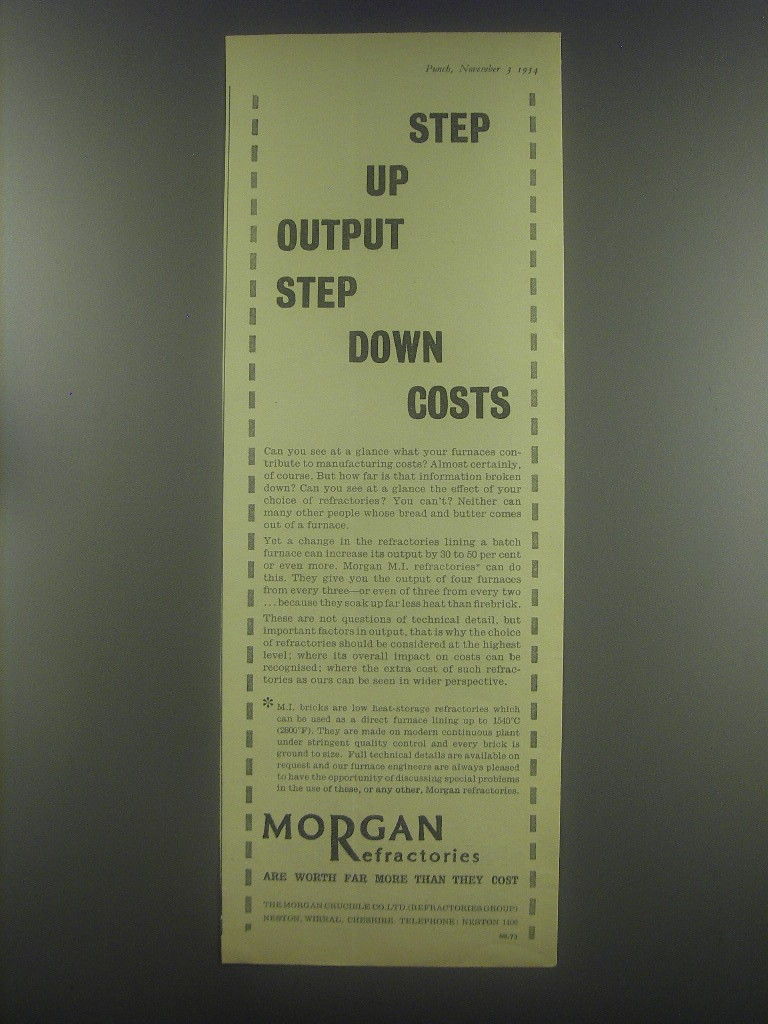 Punch, November 3 1954
STEP
UP
OUTPUT
STEP
DOWN
COSTS
Can you see at a glance what your furnaces con-
tribute to manufacturing costs? Almost certainly,
of course. But how far is that information broken
down? Can you see at a glance the effect of your
choice of refractories? You can't? Neither can
many other people whose bread and butter comes
out of a furnace.
Yet a change in the refractories lining a batch
furnace can increase its output by 30 to 50 per cent
or even more. Morgan M.I. refractories* can do
this. They give you the output of four furnaces
from every three—or even of three from every two
... because they soak up far less heat than firebrick.
These are not questions of technical detail, but
important factors in output, that is why the choice
of refractories should be considered at the highest
level; where its overall impact on costs can be
recognised; where the extra cost of such refrac-
tories as ours can be seen in wider perspective.
* M.I. bricks are low heat-storage refractories which
can be used as a direct furnace lining up to 1540°C
(2800°F). They are made on modern continuous plant
under stringent quality control and every brick is
ground to size. Full technical details are available on
request and our furnace engineers are always pleased
to have the opportunity of discussing special problems
in the use of these, or any other, Morgan refractories.
MORGAN
Refractories
ARE WORTH FAR MORE THAN THEY COST
THE MORGAN CRUCIBLE CO. LTD. (REFRACTORIES GROUP)
NESTON, WIRRAL, CHESHIRE. TELEPHONE: NESTON 1406